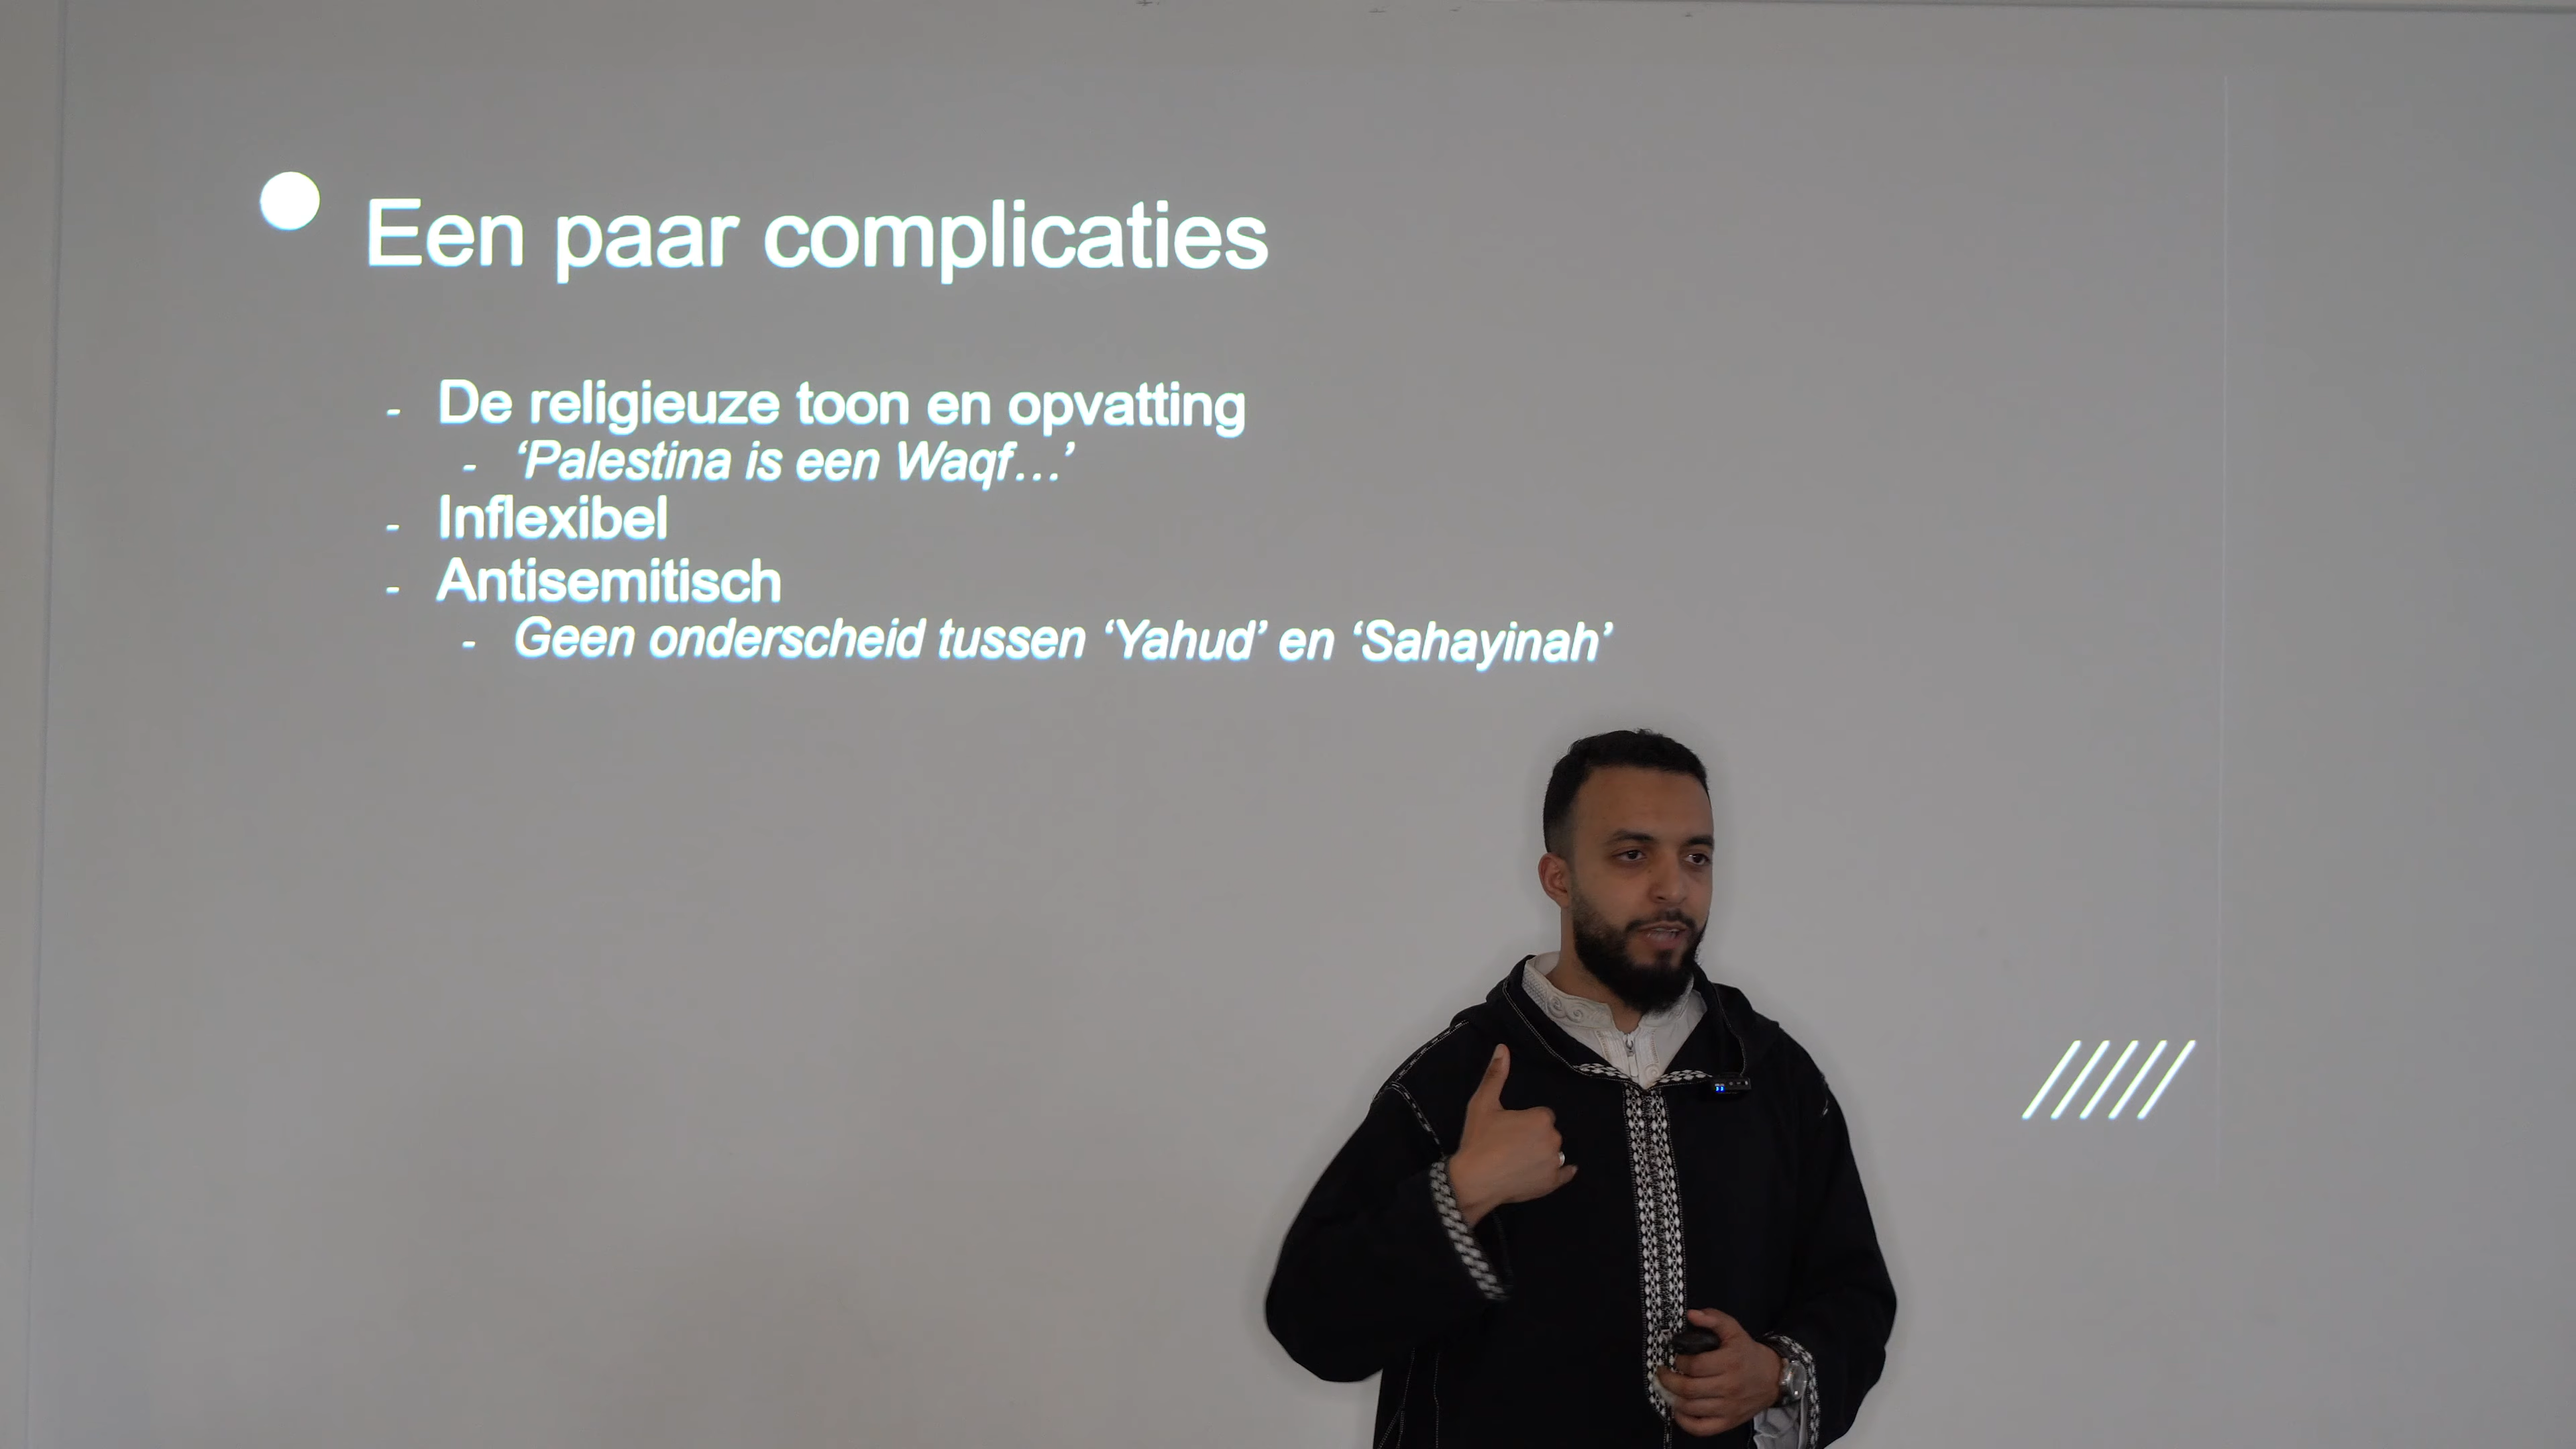 Een paar complicaties
- De religieuze toon en opvatting
- ‘Palestina is een Waqf…’
- Inflexibel
- Antisemitisch
- Geen onderscheid tussen ‘Yahud’ en ‘Sahayinah’